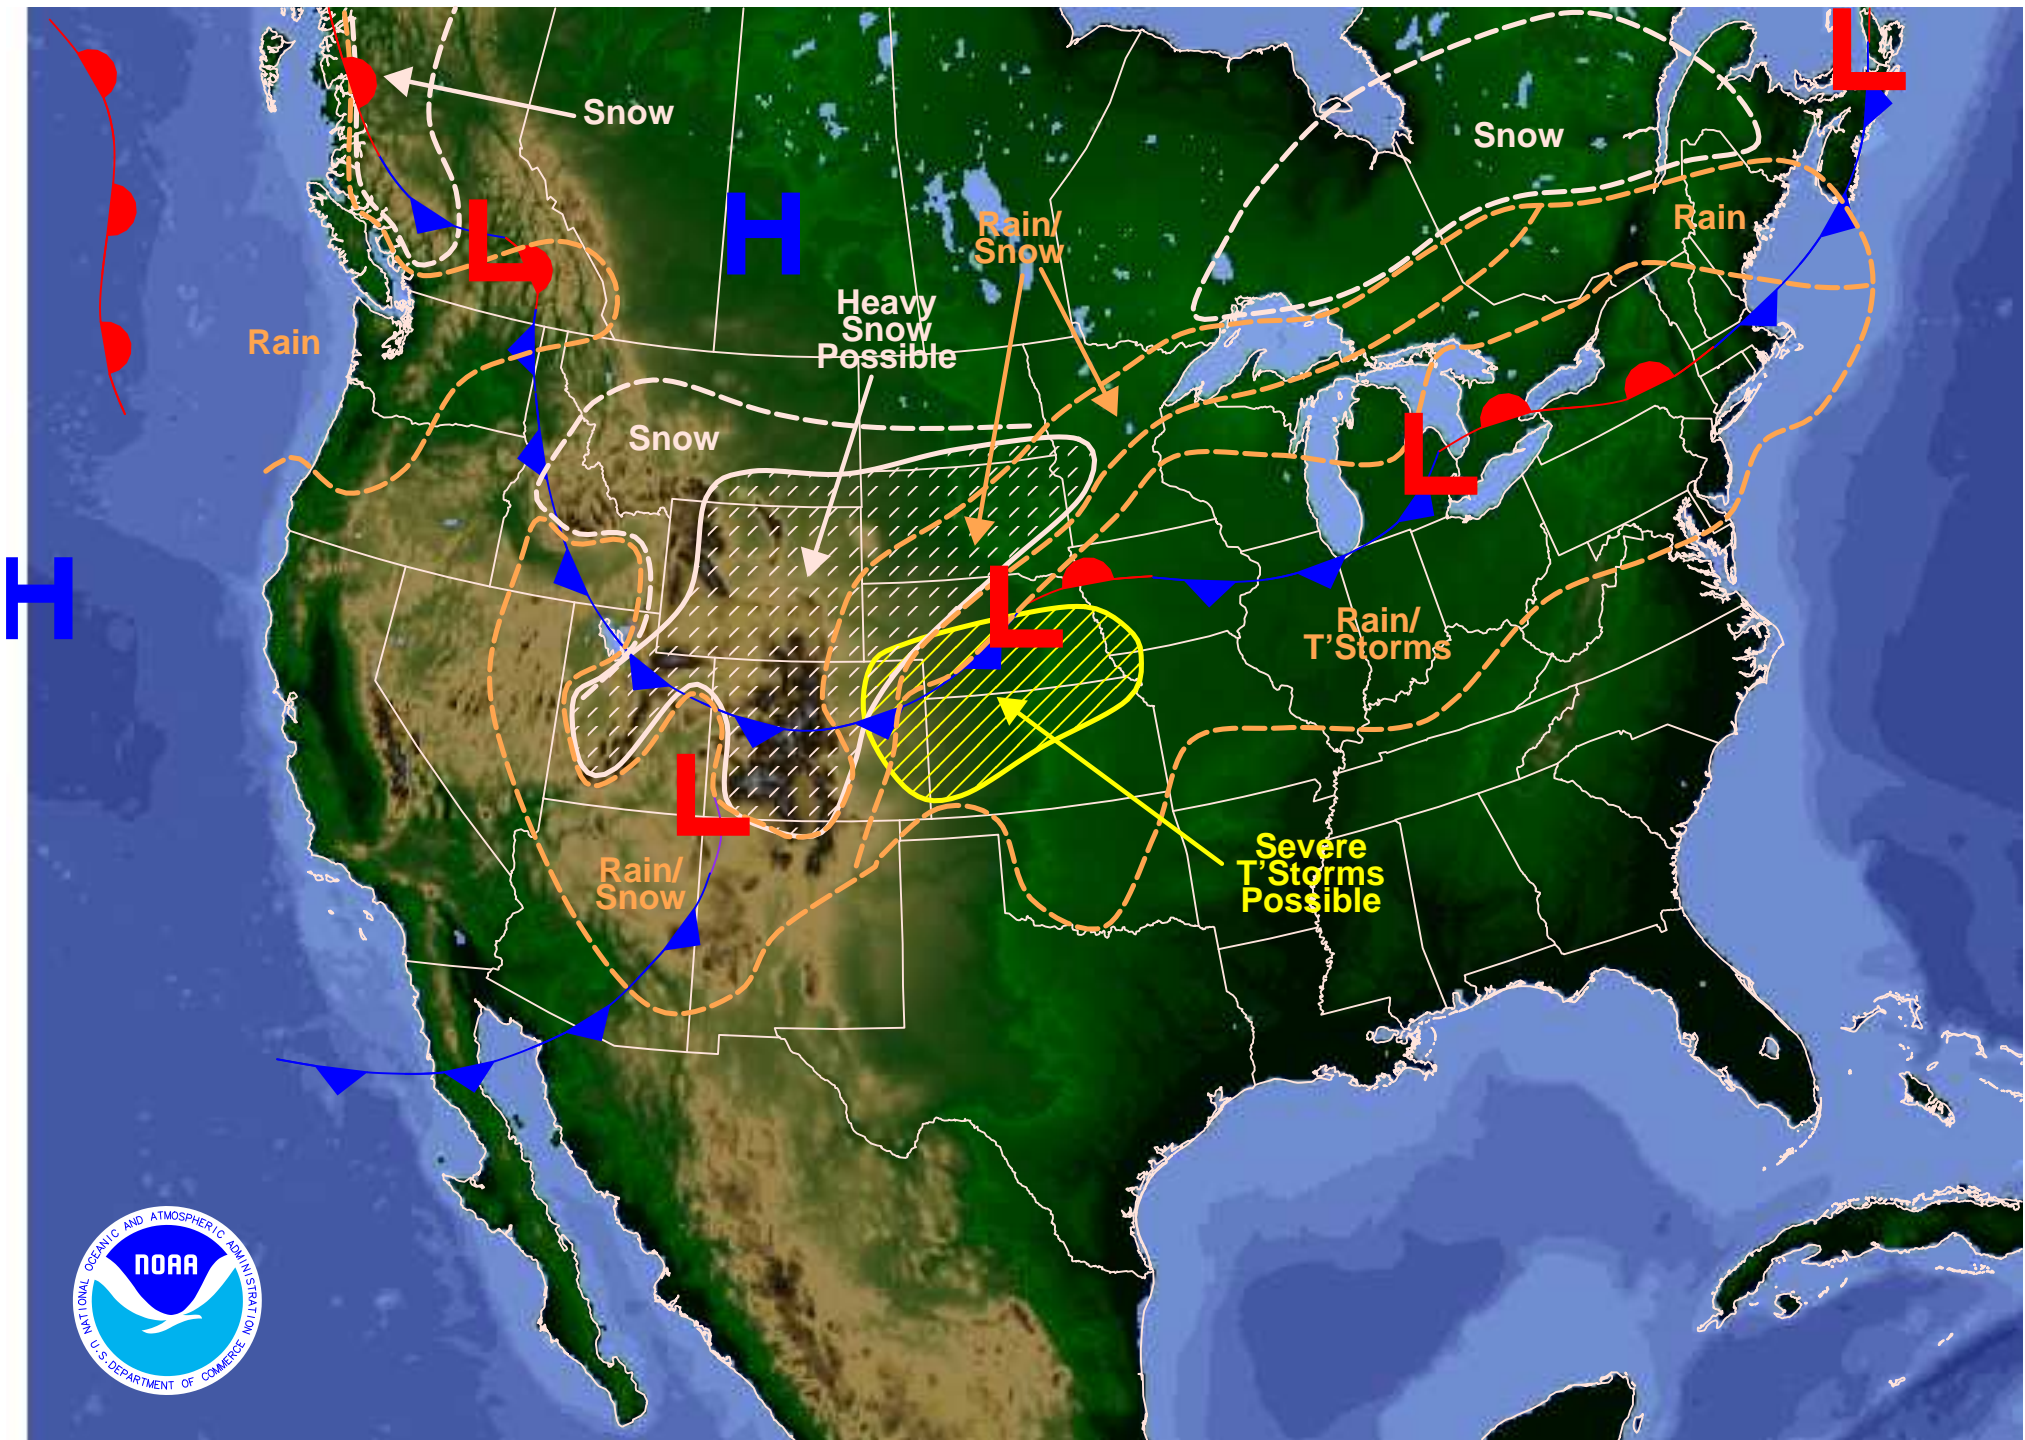 Snow
Snow
L
L
H
Rain/
Snow
Rain
Heavy
Snow
Possible
Rain
Snow
L
H
L
Rain/
T'Storms
L
Rain/
Snow
Severe
T'Storms
Possible
NATIONAL OCEANIC AND ATMOSPHERIC ADMINISTRATION
NOAA
U.S. DEPARTMENT OF COMMERCE